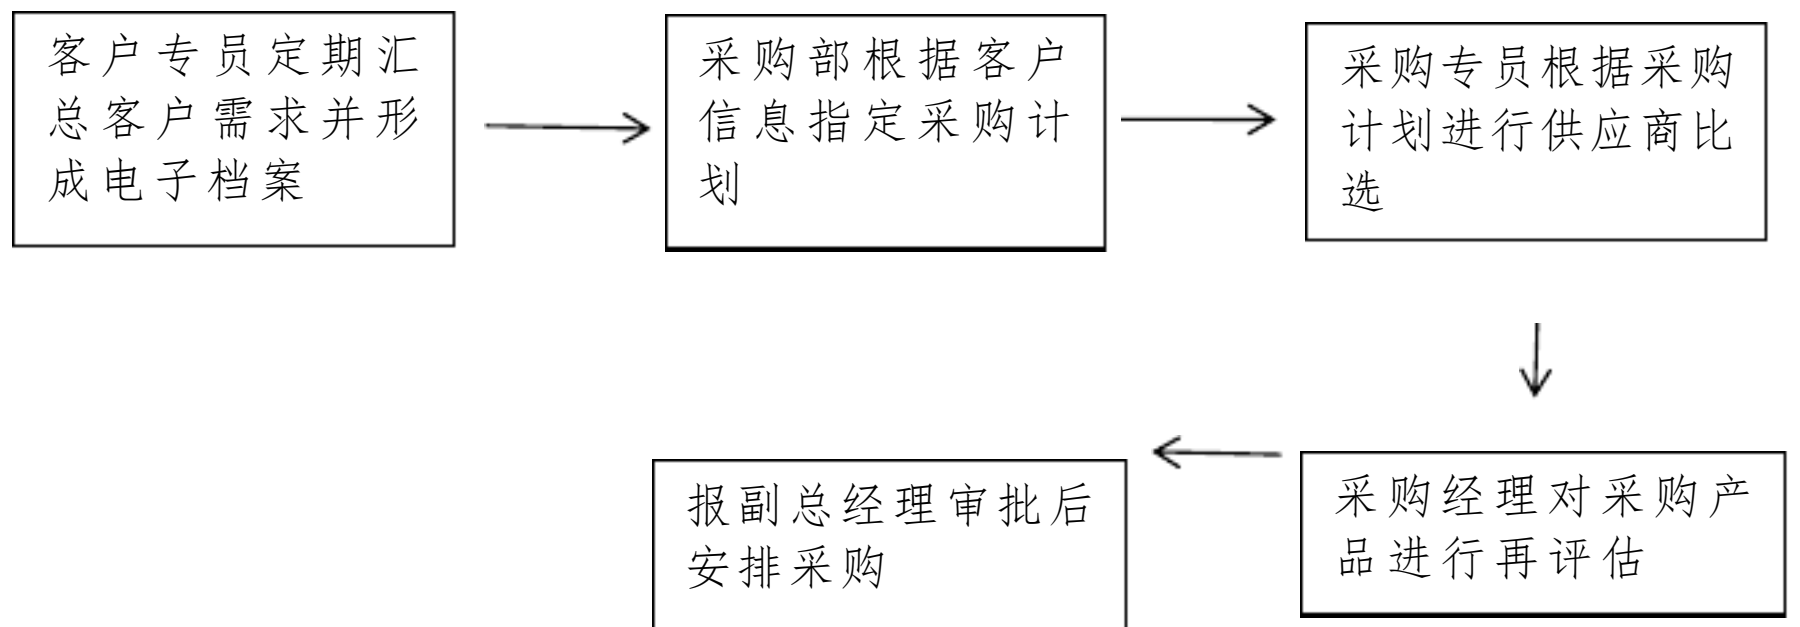 客户专员定期汇
总客户需求并形
成电子档案
采购部根据客户
信息指定采购计
划
采购专员根据采购
计划进行供应商比
选
采购经理对采购产
品进行再评估
报副总经理审批后
安排采购